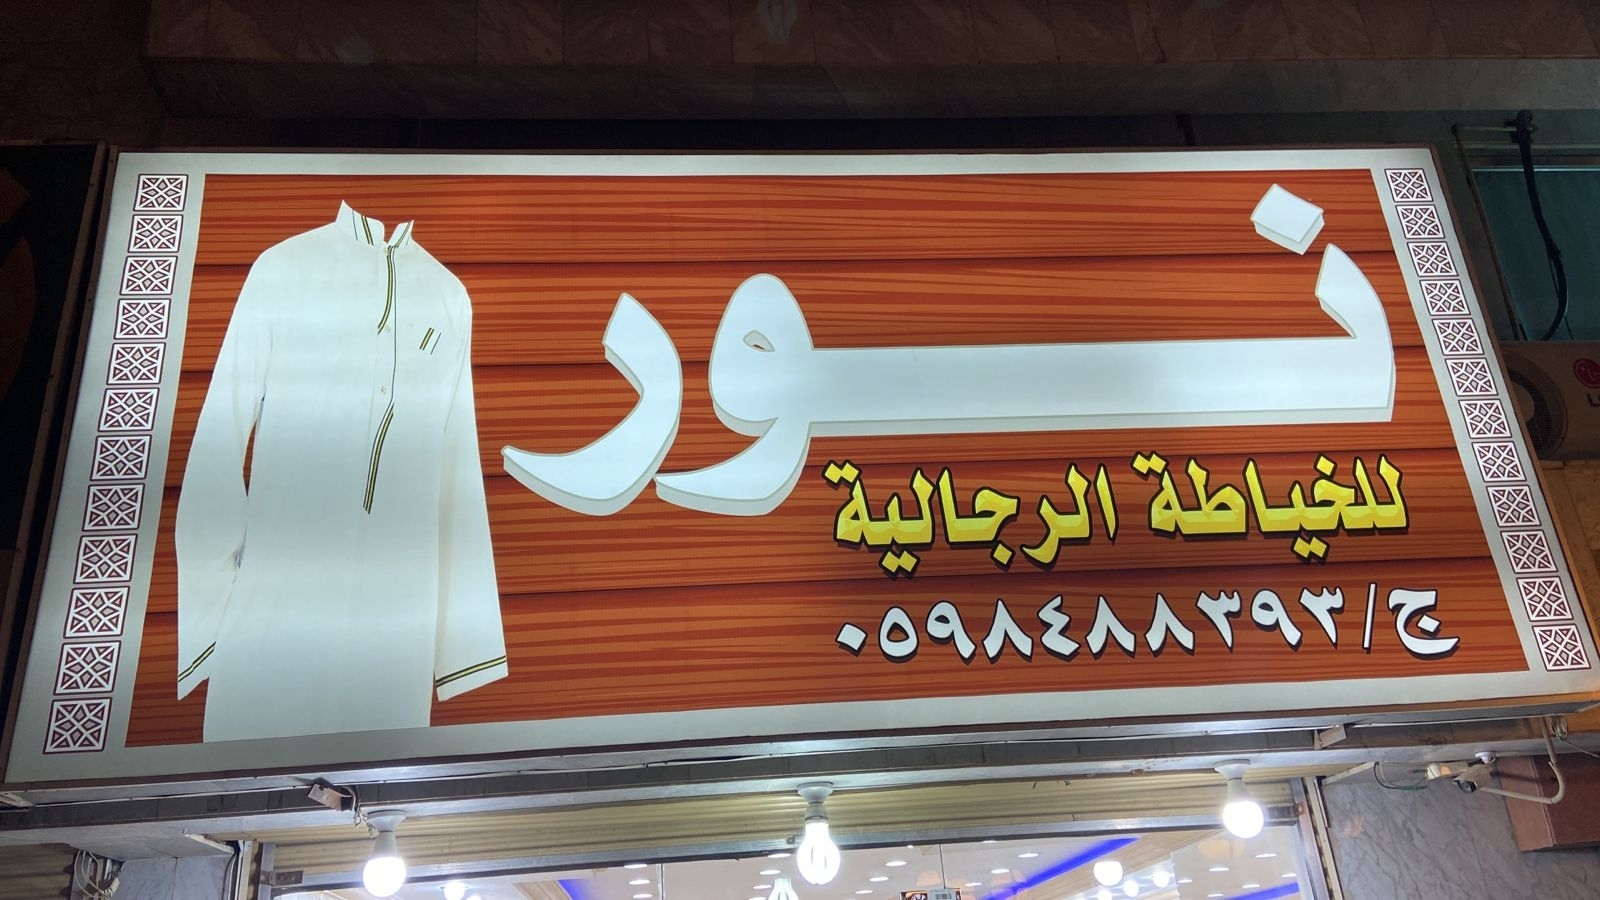 نور
للخياطة الرجالية
ج/٠٥٩٨٤٨٨٣٩٣